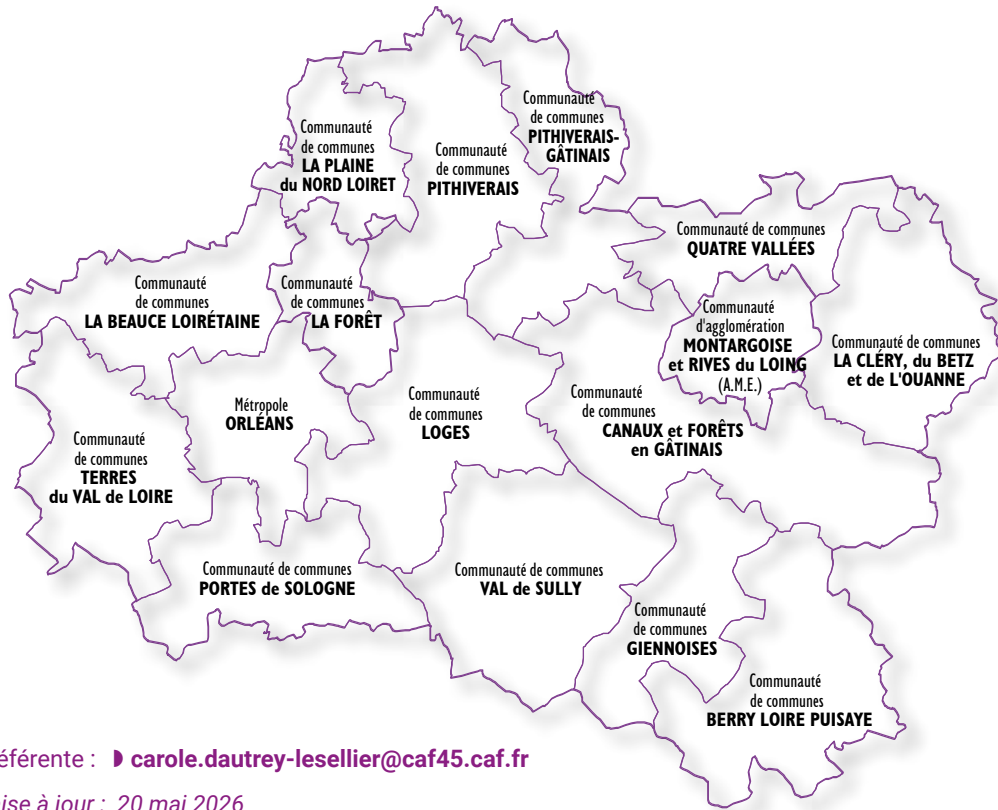 Communauté
de communes
PITHIVERAIS-
GÂTINAIS
Communauté
de communes
LA PLAINE
du NORD LOIRET
Communauté
de communes
PITHIVERAIS
Communauté de communes
QUATRE VALLÉES
Communauté
de communes
LA BEAUCE LOIRÉTAINE
Communauté
de communes
LA FORÊT
Communauté
d'agglomération
MONTARGOISE
et RIVES du LOING
(A.M.E.)
Communauté de communes
LA CLÉRY, du BETZ
et de L'OUANNE
Métropole
ORLÉANS
Communauté
de communes
LOGES
Communauté
de communes
CANAUX et FORÊTS
en GÂTINAIS
Communauté
de communes
TERRES
du VAL de LOIRE
Communauté de communes
PORTES de SOLOGNE
Communauté de communes
VAL de SULLY
Communauté
de communes
GIENNOISES
Communauté
de communes
BERRY LOIRE PUISAYE
éférente : carole.dautrey-lesellier@caf45.caf.fr
ise à jour : 20 mai 2026